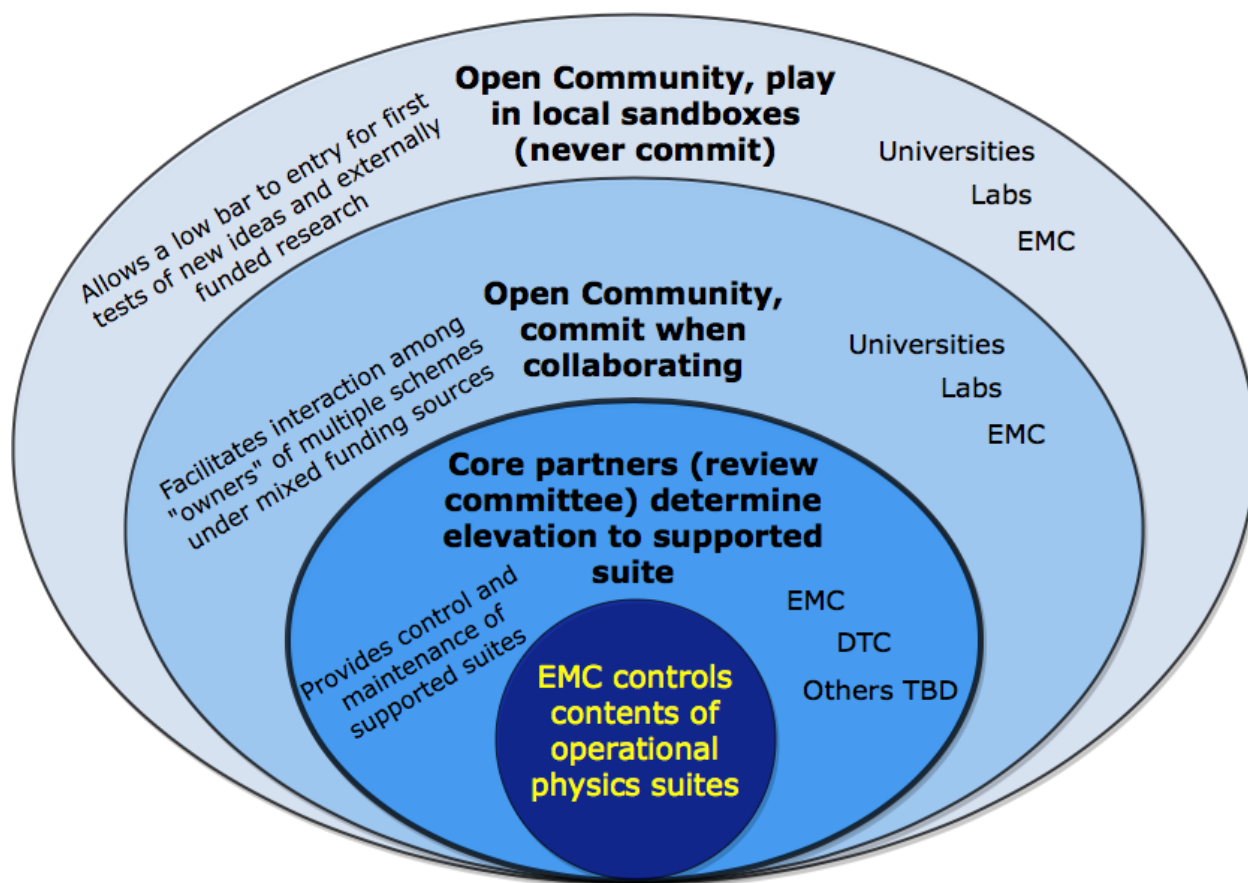 Open Community, play
in local sandboxes
(never commit)
Allows a low bar to entry for first
tests of new ideas and externally
funded research
Universities
Labs
EMC
Open Community,
commit when
collaborating
Facilitates interaction among
"owners" of multiple schemes
under mixed funding sources
Universities
Labs
EMC
Core partners (review
committee) determine
elevation to supported
suite
Provides control and
maintenance of
supported suites
EMC
DTC
Others TBD
EMC controls
contents of
operational
physics suites